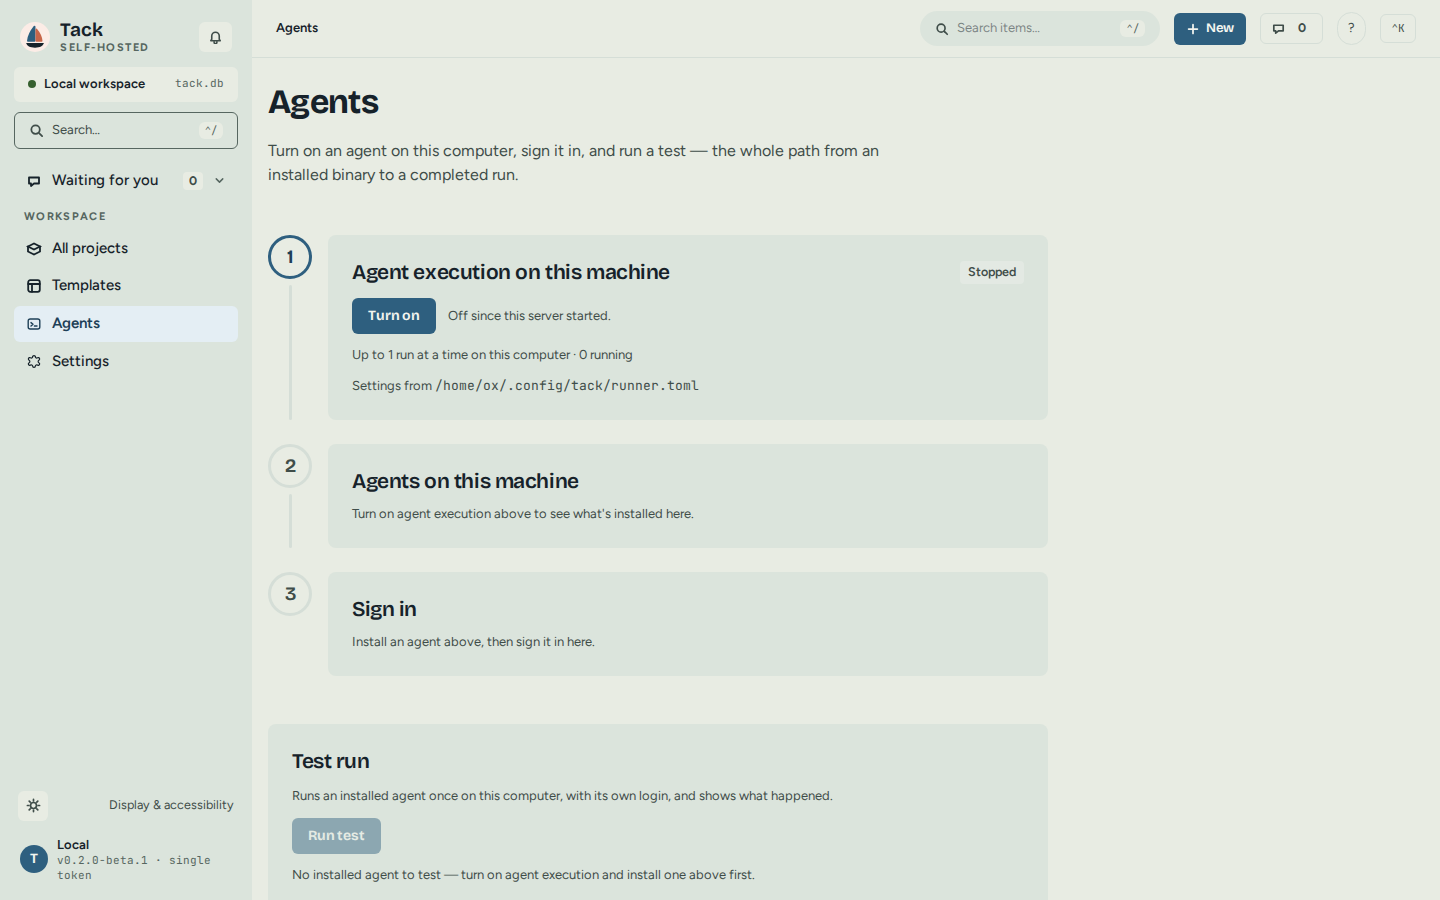 Tack
SELF-HOSTED
Local workspace tack.db
Search... ^/
Waiting for you 0
WORKSPACE
All projects
Templates
Agents
Settings
Display & accessibility
T
Local
v0.2.0-beta.1 · single
token
Agents
Search items... ^/
+ New
0
?
^K
Agents
Turn on an agent on this computer, sign it in, and run a test — the whole path from an
installed binary to a completed run.
1
Agent execution on this machine
Stopped
Turn on
Off since this server started.
Up to 1 run at a time on this computer · 0 running
Settings from /home/ox/.config/tack/runner.toml
2
Agents on this machine
Turn on agent execution above to see what's installed here.
3
Sign in
Install an agent above, then sign it in here.
Test run
Runs an installed agent once on this computer, with its own login, and shows what happened.
Run test
No installed agent to test — turn on agent execution and install one above first.